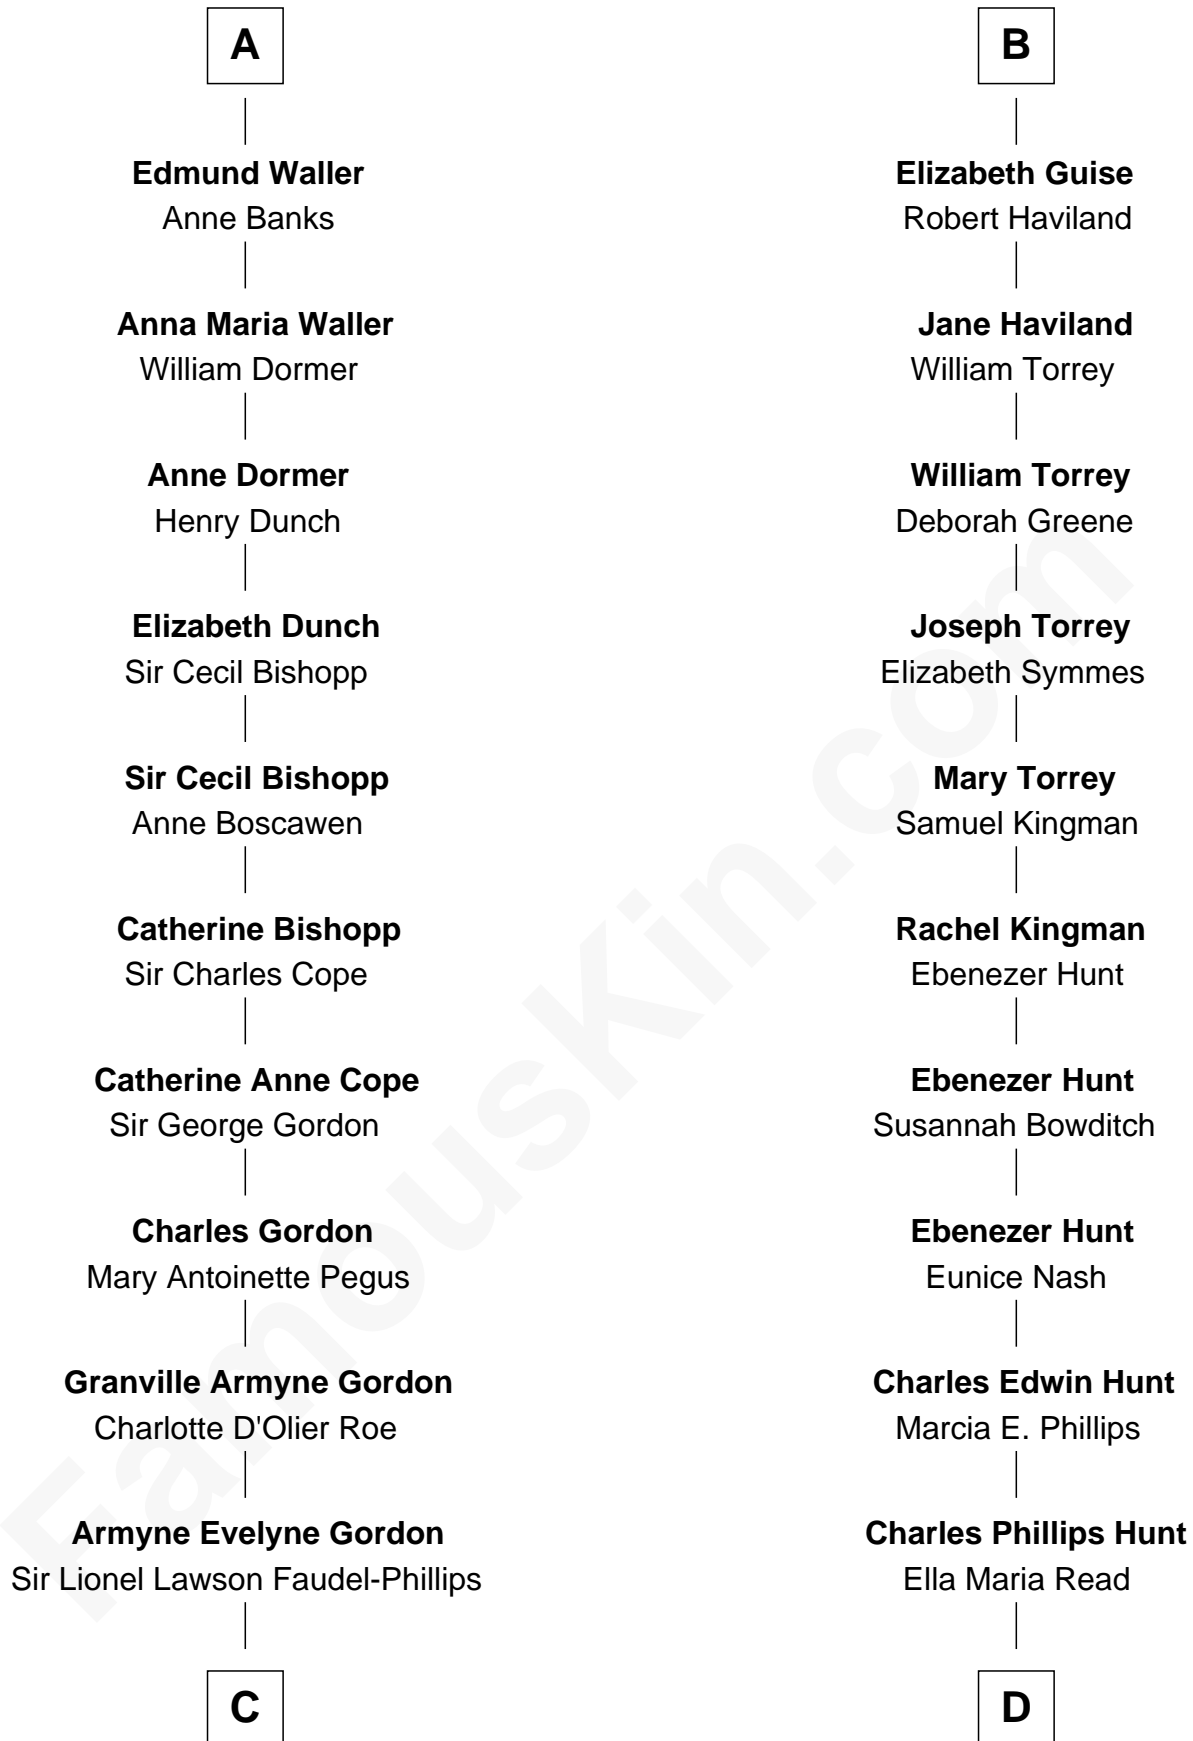 A
Edmund Waller
Anne Banks
Anna Maria Waller
William Dormer
Anne Dormer
Henry Dunch
Elizabeth Dunch
Sir Cecil Bishopp
Sir Cecil Bishopp
Anne Boscawen
Catherine Bishopp
Sir Charles Cope
Catherine Anne Cope
Sir George Gordon
Charles Gordon
Mary Antoinette Pegus
Granville Armyne Gordon
Charlotte D'Olier Roe
Armyne Evelyne Gordon
Sir Lionel Lawson Faudel-Phillips
C
B
Elizabeth Guise
Robert Haviland
Jane Haviland
William Torrey
William Torrey
Deborah Greene
Joseph Torrey
Elizabeth Symmes
Mary Torrey
Samuel Kingman
Rachel Kingman
Ebenezer Hunt
Ebenezer Hunt
Susannah Bowditch
Ebenezer Hunt
Eunice Nash
Charles Edwin Hunt
Marcia E. Phillips
Charles Phillips Hunt
Ella Maria Read
D
FamousKin.com